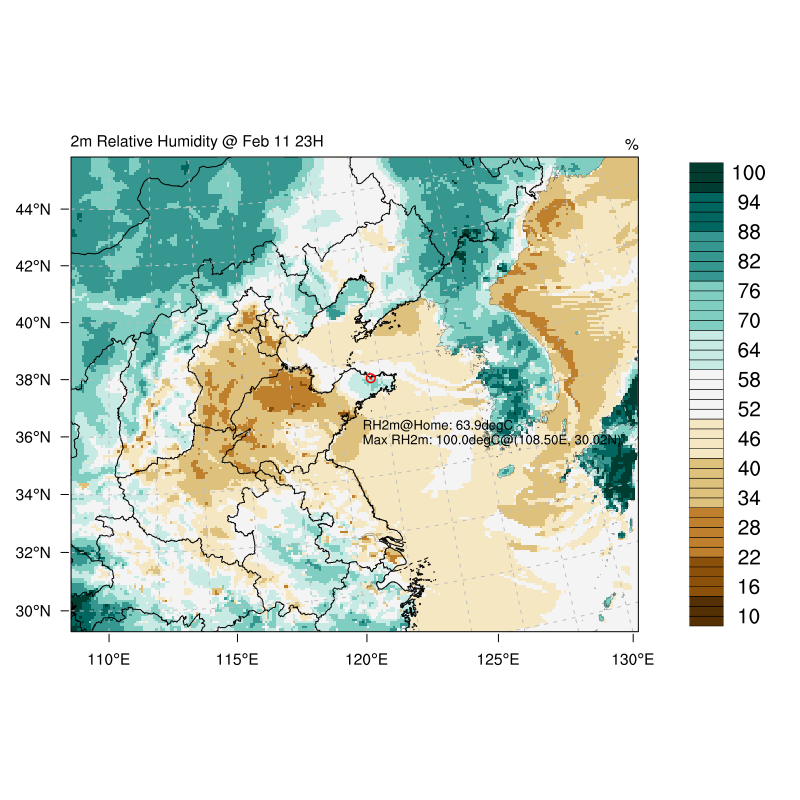 2m Relative Humidity @ Feb 11 23H
%
100
94
88
82
76
70
64
58
52
46
40
34
28
22
16
10
44°N
42°N
40°N
38°N
36°N
34°N
32°N
30°N
RH2m@Home: 63.9degC
Max RH2m: 100.0degC@(108.50E, 30.02N)
110°E
115°E
120°E
125°E
130°E